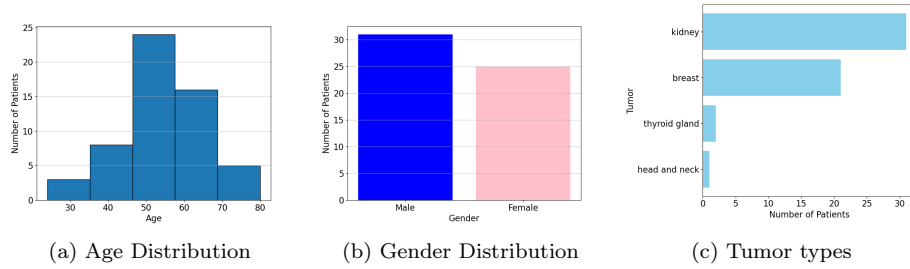 25
20
15
10
5
0
Number of Patients
30 40 50 60 70 80
Age
(a) Age Distribution
30
25
20
15
10
5
0
Number of Patients
Male Female
Gender
(b) Gender Distribution
Tumor
kidney
breast
thyroid gland
head and neck
0 5 10 15 20 25 30
Number of Patients
(c) Tumor types